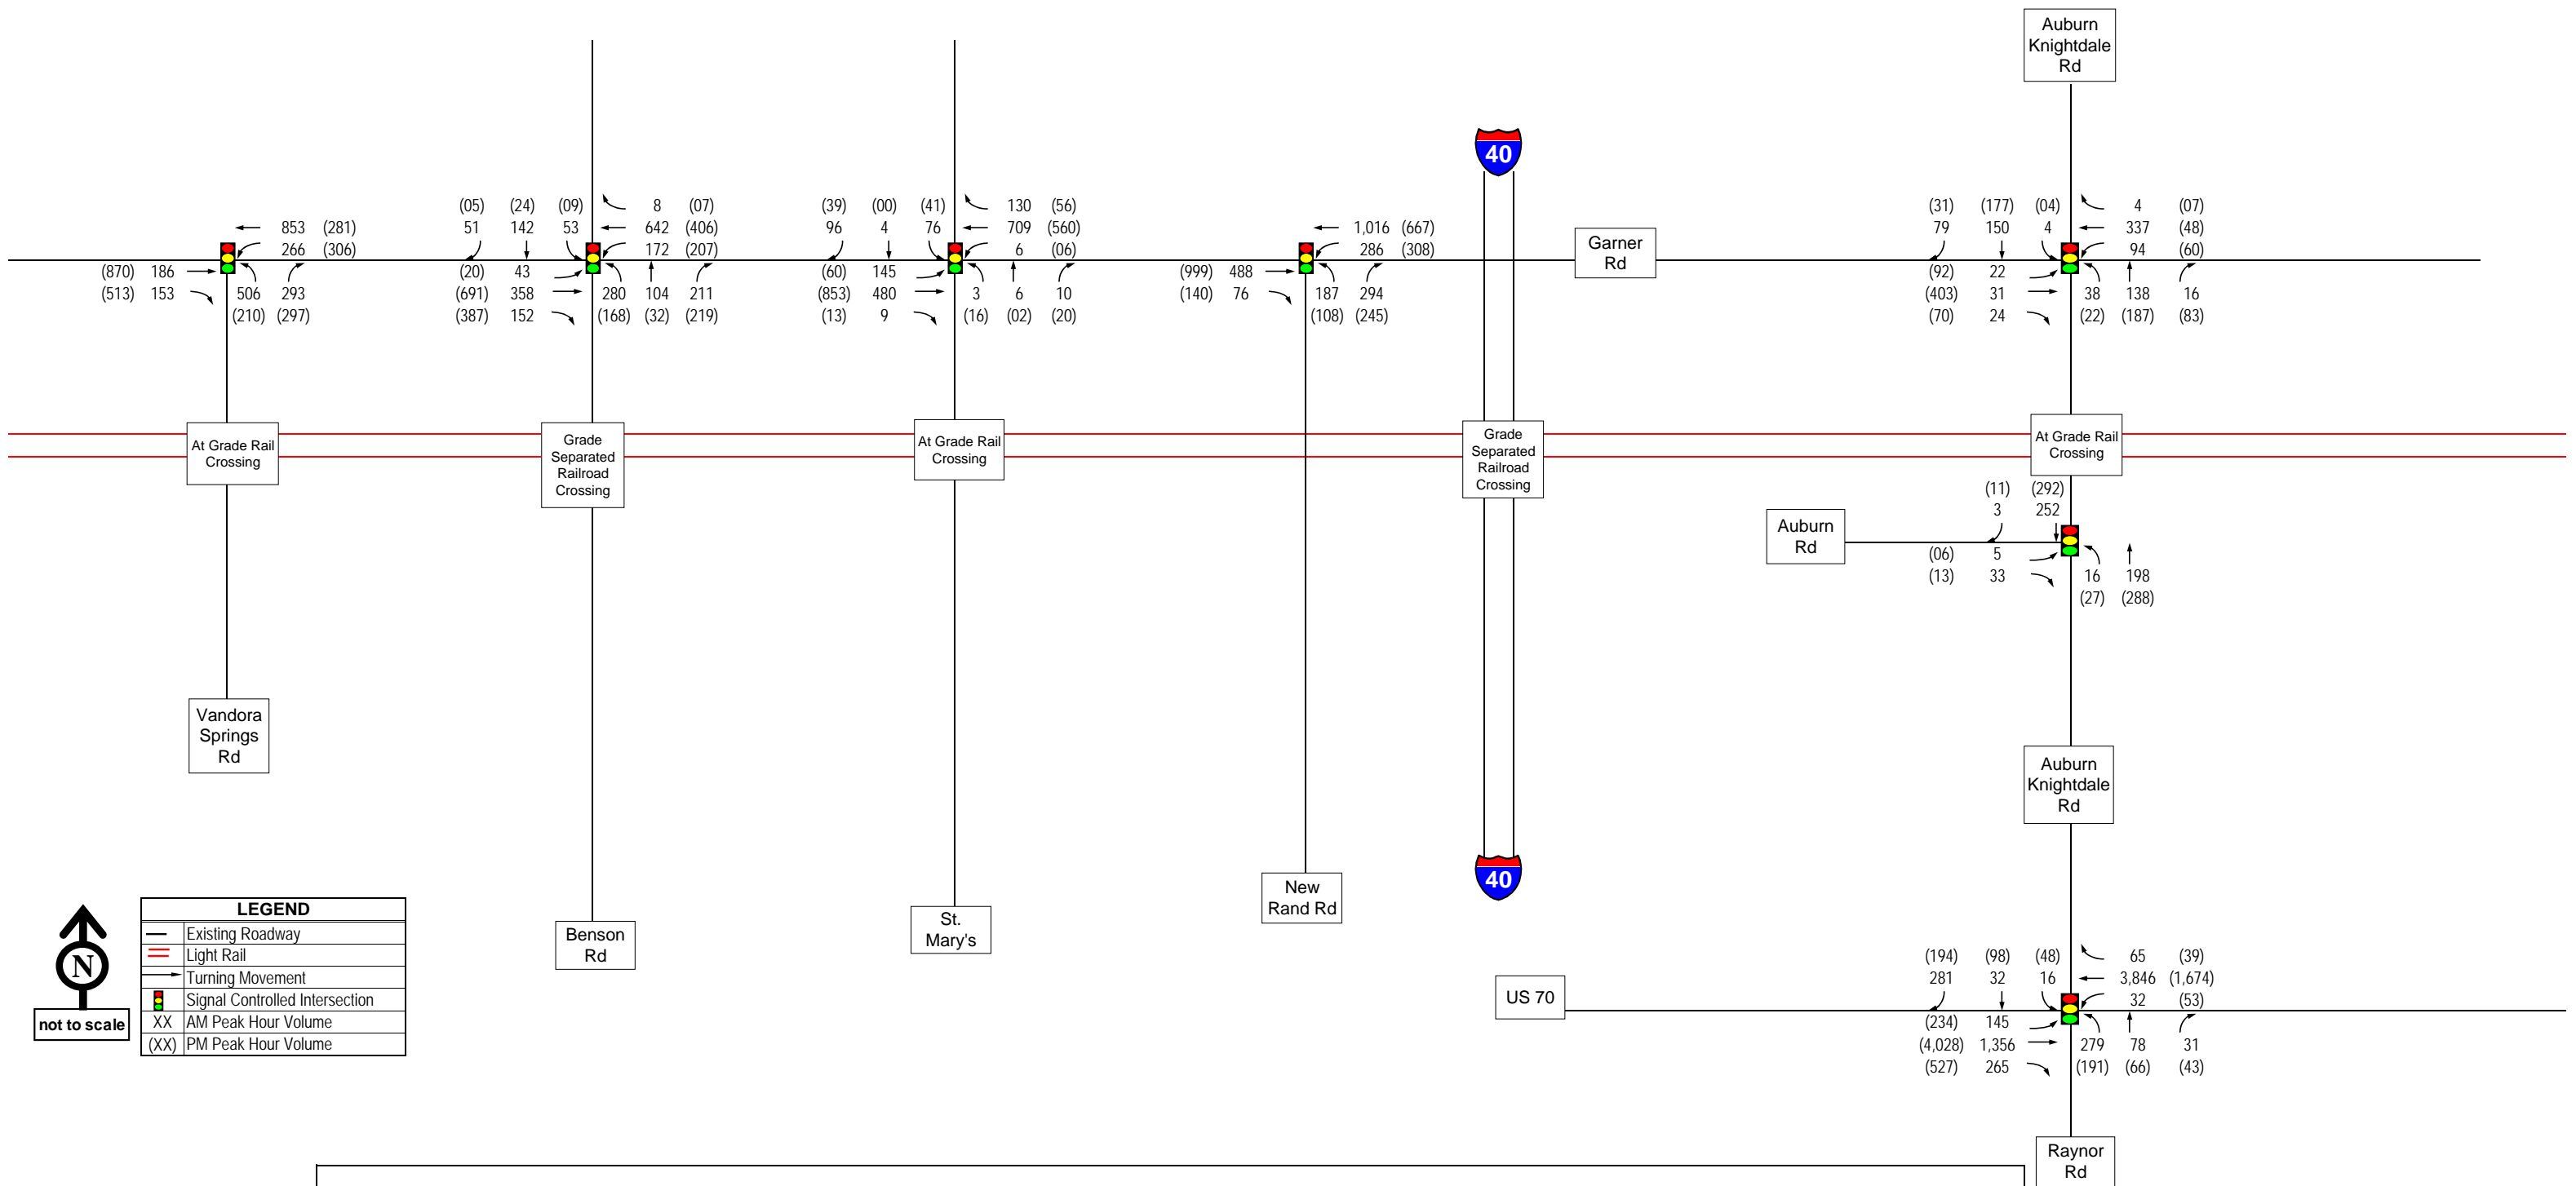 Auburn
Knightdale
Rd
40
853 (281)
266 (306)
(870) 186
(513) 153
506 293
(210) (297)
(05) (24) (09) 8 (07)
51 142 53 642 (406)
172 (207)
(20) 43
(691) 358 280 104 211
(387) 152 (168) (32) (219)
(39) (00) (41) 130 (56)
96 4 76 709 (560)
6 (06)
(60) 145
(853) 480 3 6 10
(13) 9 (16) (02) (20)
1,016 (667)
286 (308)
(999) 488
(140) 76 187 294
(108) (245)
Garner
Rd
(31) (177) (04) 4 (07)
79 150 4 337 (48)
94 (60)
(92) 22
(403) 31 38 138 16
(70) 24 (22) (187) (83)
At Grade Rail
Crossing
Grade
Separated
Railroad
Crossing
At Grade Rail
Crossing
Grade
Separated
Railroad
Crossing
At Grade Rail
Crossing
(11) (292)
3 252
Auburn
Rd
(06) 5
(13) 33 16 198
(27) (288)
Vandora
Springs
Rd
Auburn
Knightdale
Rd
40
New
Rand Rd
St.
Mary's
Benson
Rd
N
not to scale
LEGEND
Existing Roadway
Light Rail
Turning Movement
Signal Controlled Intersection
XX AM Peak Hour Volume
(XX) PM Peak Hour Volume
US 70
(194) (98) (48) 65 (39)
281 32 16 3,846 (1,674)
32 (53)
(234) 145
(4,028) 1,356 279 78 31
(527) 265 (191) (66) (43)
Raynor
Rd